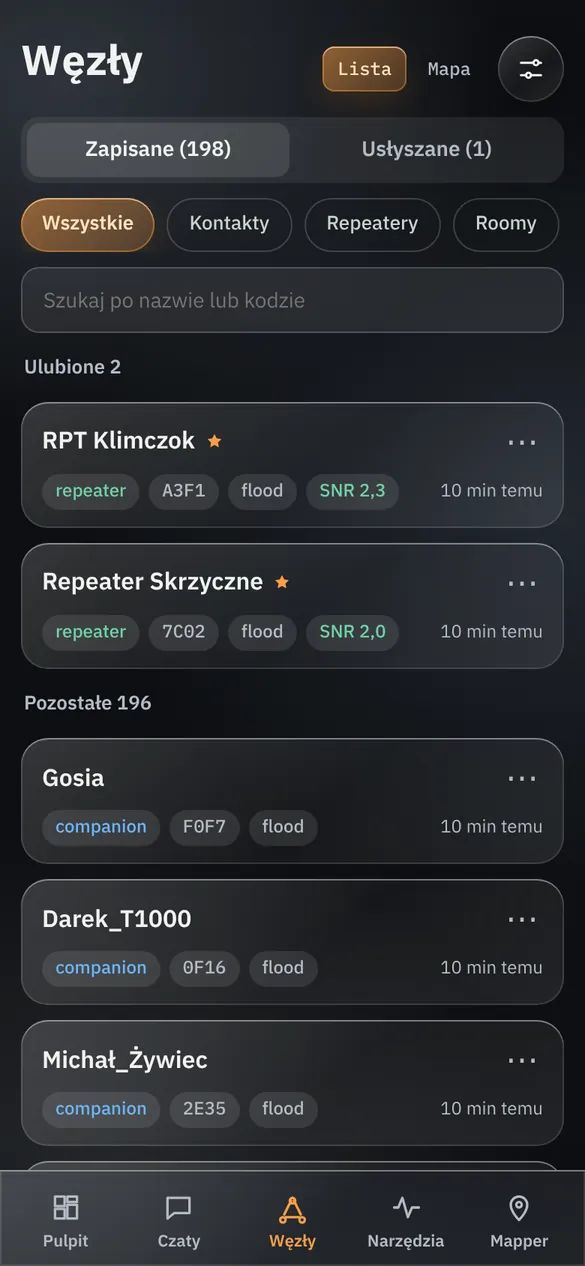 Węzły
Lista Mapa
Zapisane (198) Usłyszane (1)
Wszystkie Kontakty Repeatery Roomy
Szukaj po nazwie lub kodzie
Ulubione 2
RPT Klimczok
repeater A3F1 flood SNR 2,3 10 min temu
Repeater Skrzyczne
repeater 7C02 flood SNR 2,0 10 min temu
Pozostałe 196
Gosia
companion F0F7 flood 10 min temu
Darek_T1000
companion 0F16 flood 10 min temu
Michał_Żywiec
companion 2E35 flood 10 min temu
Pulpit Czaty Węzły Narzędzia Mapper